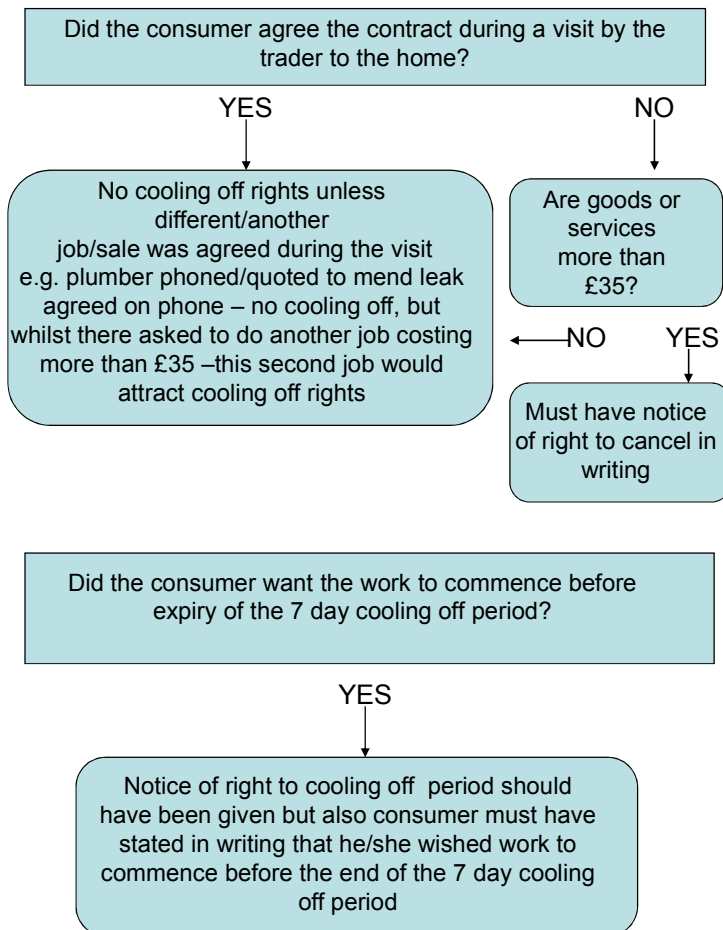 Did the consumer agree the contract during a visit by the
trader to the home?
YES
NO
No cooling off rights unless
different/another
job/sale was agreed during the visit
e.g. plumber phoned/quoted to mend leak
agreed on phone – no cooling off, but
whilst there asked to do another job costing
more than £35 –this second job would
attract cooling off rights
Are goods or
services
more than
£35?
NO
YES
Must have notice
of right to cancel in
writing
Did the consumer want the work to commence before
expiry of the 7 day cooling off period?
YES
Notice of right to cooling off period should
have been given but also consumer must have
stated in writing that he/she wished work to
commence before the end of the 7 day cooling
off period